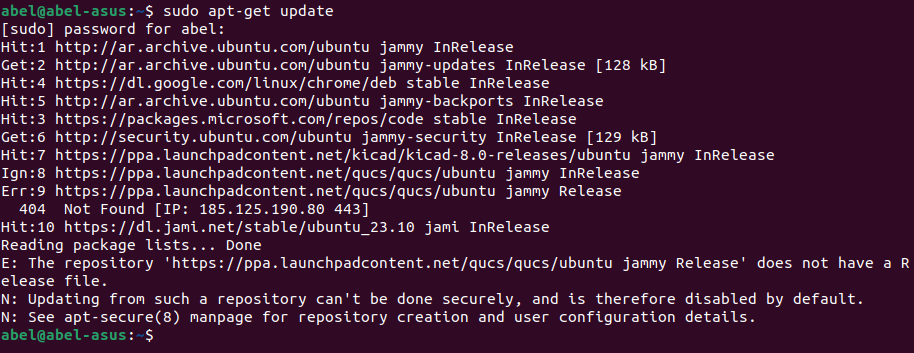 abel@abel-asus:~$ sudo apt-get update
[sudo] password for abel:
Hit:1 http://ar.archive.ubuntu.com/ubuntu jammy InRelease
Get:2 http://ar.archive.ubuntu.com/ubuntu jammy-updates InRelease [128 kB]
Hit:4 https://dl.google.com/linux/chrome/deb stable InRelease
Hit:5 http://ar.archive.ubuntu.com/ubuntu jammy-backports InRelease
Hit:3 https://packages.microsoft.com/repos/code stable InRelease
Get:6 http://security.ubuntu.com/ubuntu jammy-security InRelease [129 kB]
Hit:7 https://ppa.launchpadcontent.net/kicad/kicad-8.0-releases/ubuntu jammy InRelease
Ign:8 https://ppa.launchpadcontent.net/qucs/qucs/ubuntu jammy InRelease
Err:9 https://ppa.launchpadcontent.net/qucs/qucs/ubuntu jammy Release
  404  Not Found [IP: 185.125.190.80 443]
Hit:10 https://dl.jami.net/stable/ubuntu_23.10 jami InRelease
Reading package lists... Done
E: The repository 'https://ppa.launchpadcontent.net/qucs/qucs/ubuntu jammy Release' does not have a R
elease file.
N: Updating from such a repository can't be done securely, and is therefore disabled by default.
N: See apt-secure(8) manpage for repository creation and user configuration details.
abel@abel-asus:~$